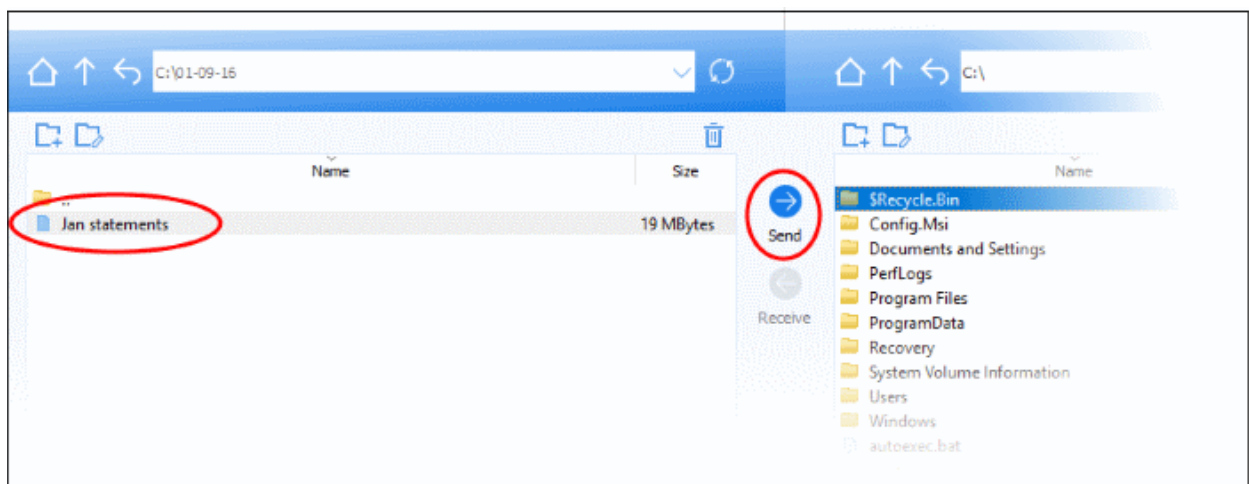 C:\01-09-16
C:\
Name
Size
Name
..
Jan statements
19 MBytes
Send
Receive
$Recycle.Bin
Config.Msi
Documents and Settings
PerfLogs
Program Files
ProgramData
Recovery
System Volume Information
Users
Windows
autoexec.bat